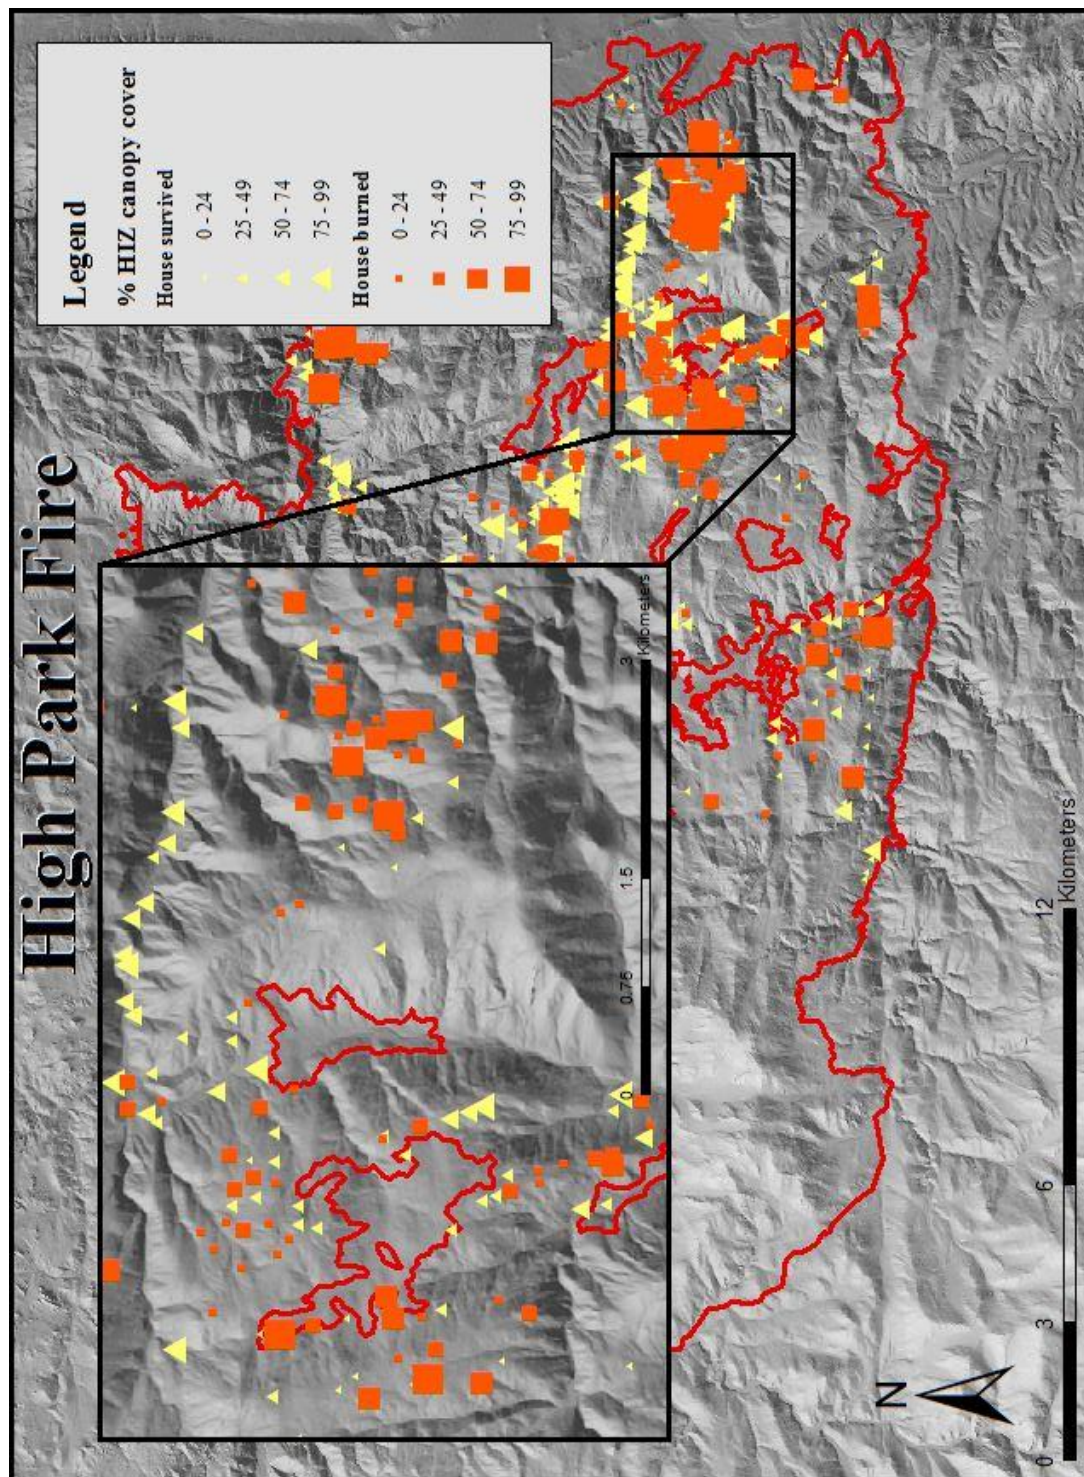 High Park Fire
Legend
% HIZ canopy cover
House survived
0 - 24
25 - 49
50 - 74
75 - 99
House burned
0 - 24
25 - 49
50 - 74
75 - 99
0 0.75 1.5 3
Kilometers
N
0 3 6 12
Kilometers